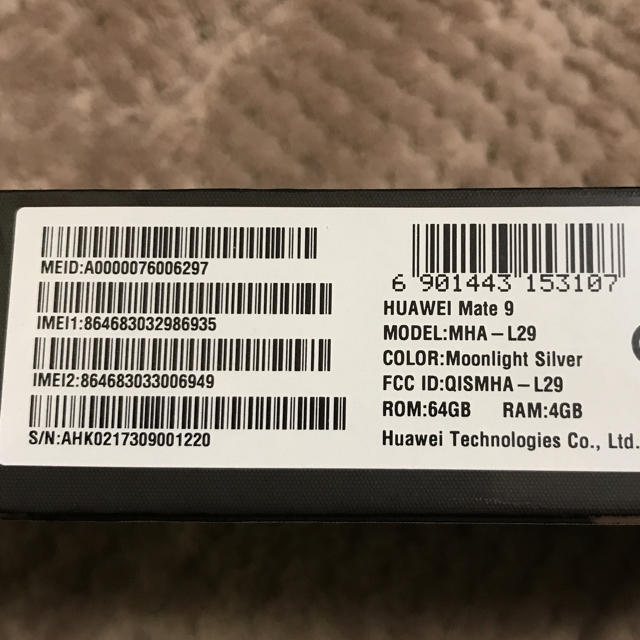 MEID:A0000076006297
IMEI1:864683032986935
IMEI2:864683033006949
S/N:AHK0217309001220
6 901443 153107
HUAWEI Mate 9
MODEL:MHA-L29
COLOR:Moonlight Silver
FCC ID:QISMHA-L29
ROM:64GB RAM:4GB
Huawei Technologies Co., Ltd.